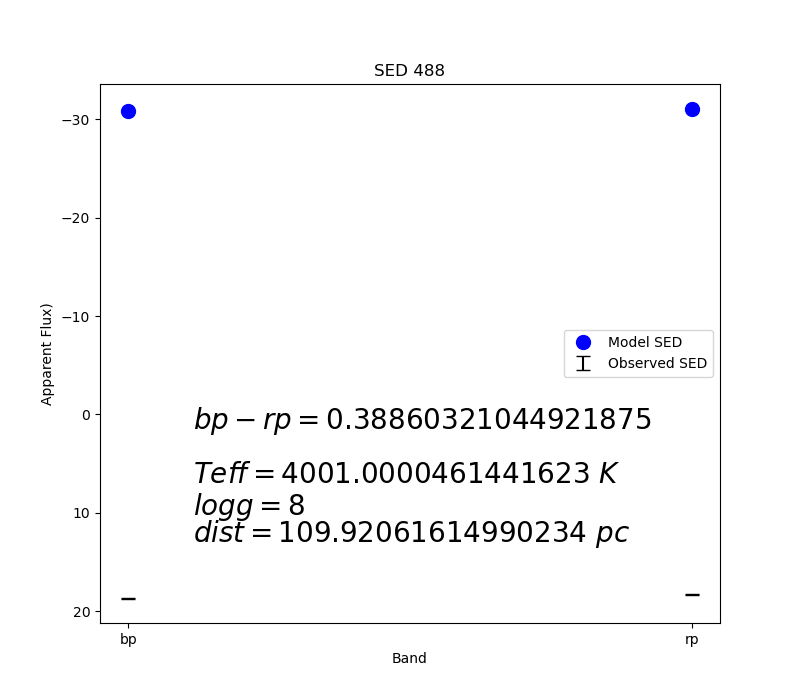 SED 488
−30
−20
−10
0
10
20
Apparent Flux)
Model SED
Observed SED
bp − rp = 0.38860321044921875
Teff = 4001.0000461441623 K
logg = 8
dist = 109.92061614990234 pc
bp
rp
Band